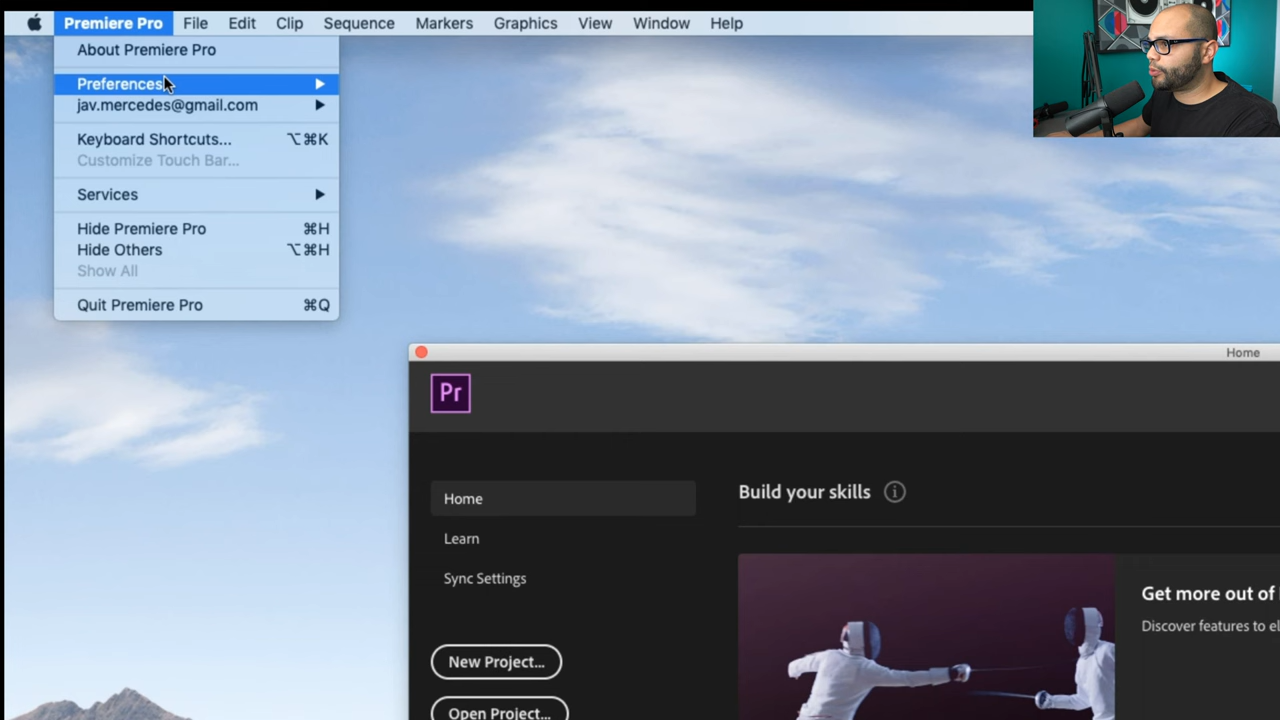 Premiere Pro File Edit Clip Sequence Markers Graphics View Window Help
About Premiere Pro
Preferences
jav.mercedes@gmail.com
Keyboard Shortcuts... ⌥⌘K
Customize Touch Bar...
Services
Hide Premiere Pro ⌘H
Hide Others ⌥⌘H
Show All
Quit Premiere Pro ⌘Q
Home
Pr
Home
Learn
Sync Settings
New Project...
Open Project...
Build your skills
Get more out of
Discover features to el